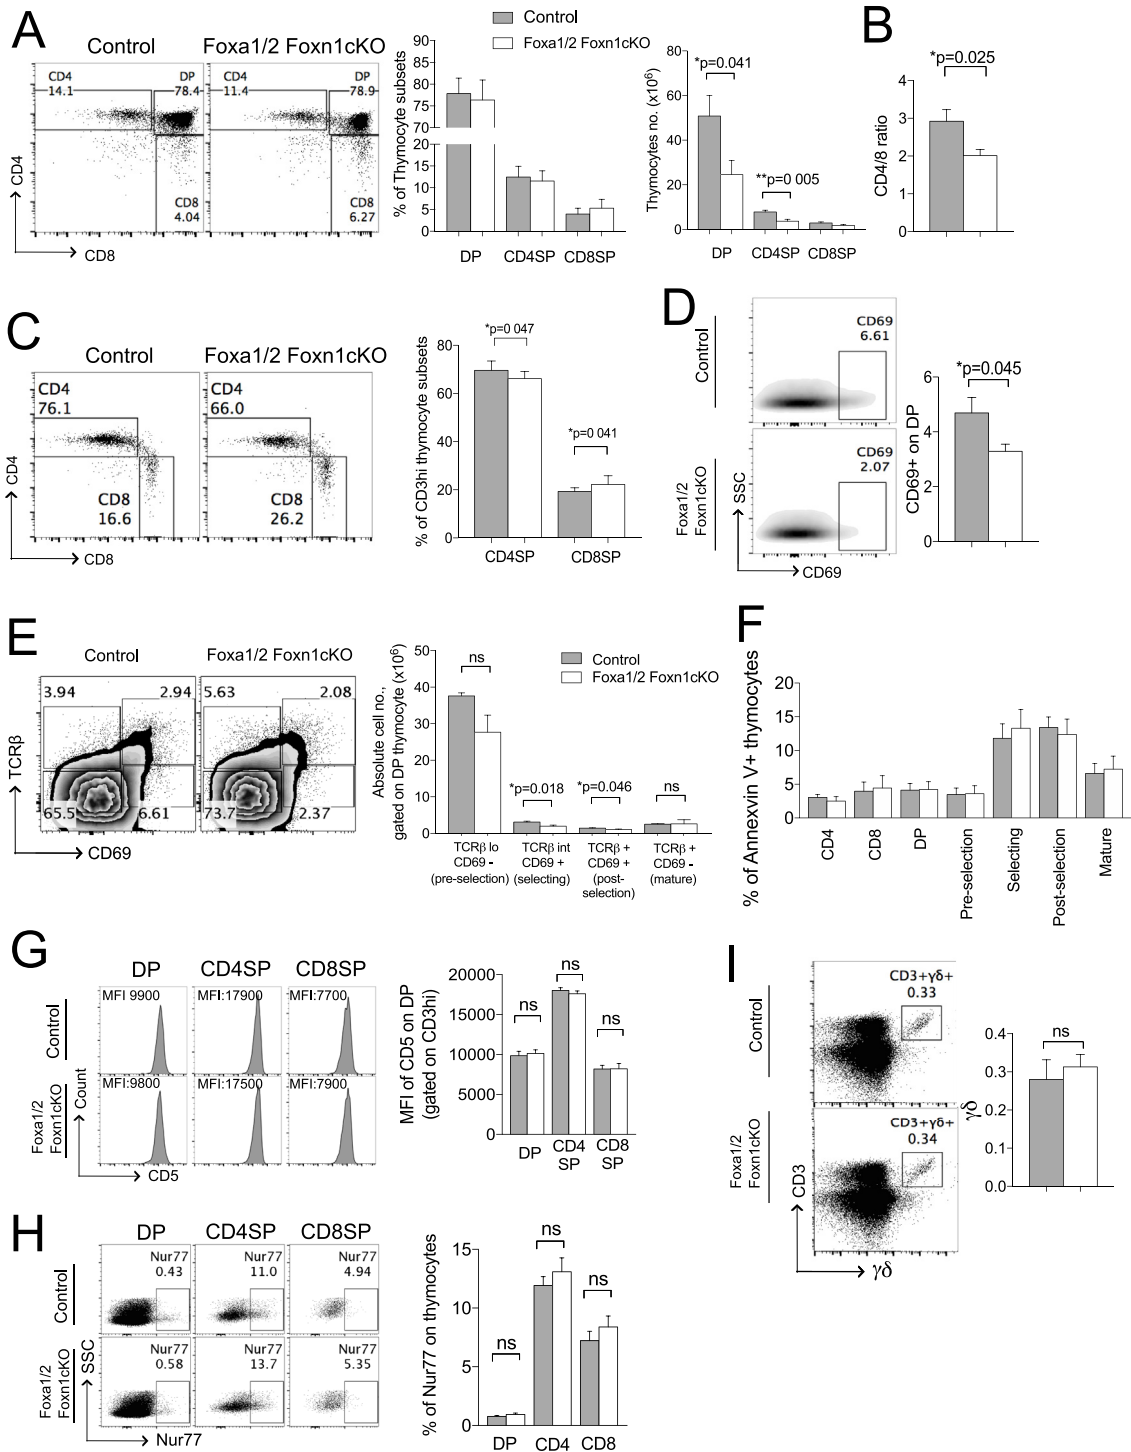 A
Control
Foxa1/2 Foxn1cKO
CD4
14.1
DP
78.4
CD8
4.04
CD4
11.4
DP
78.9
CD8
6.27
CD4
CD8
Control
Foxa1/2 Foxn1cKO
% of Thymocyte subsets
90
85
80
75
70
20
15
10
5
0
DP
CD4SP
CD8SP
Thymocytes no. (x10⁶)
80
60
40
20
0
*p=0.041
**p=0 005
DP
CD4SP
CD8SP
B
*p=0.025
CD4/8 ratio
4
3
2
1
0
C
Control
Foxa1/2 Foxn1cKO
CD4
76.1
CD8
16.6
CD4
66.0
CD8
26.2
CD4
CD8
% of CD3hi thymocyte subsets
80
60
40
20
0
*p=0 047
*p=0 041
CD4SP
CD8SP
D
Control
CD69
6.61
Foxa1/2
Foxn1cKO
CD69
2.07
SSC
CD69
CD69+ on DP
6
4
2
0
*p=0.045
E
Control
Foxa1/2 Foxn1cKO
3.94
2.94
65.5
6.61
5.63
2.08
73.7
2.37
TCRβ
CD69
Absolute cell no.,
gated on DP thymocyte (x10⁶)
50
40
30
20
10
0
Control
Foxa1/2 Foxn1cKO
ns
*p=0.018
*p=0.046
ns
TCRβ lo
CD69 -
(pre-selection)
TCRβ int
CD69 +
(selecting)
TCRβ +
CD69 +
(post-
selection)
TCRβ +
CD69 -
(mature)
F
% of Annexin V+ thymocytes
20
15
10
5
0
CD4
CD8
DP
Pre-selection
Selecting
Post-selection
Mature
G
DP
CD4SP
CD8SP
Control
MFI 9900
MFI:17900
MFI:7700
Foxa1/2
Foxn1cKO
MFI:9800
MFI:17500
MFI:7900
Count
CD5
MFI of CD5 on DP
(gated on CD3hi)
20000
15000
10000
5000
0
ns
ns
ns
DP
CD4
SP
CD8
SP
H
DP
CD4SP
CD8SP
Control
Nur77
0.43
Nur77
11.0
Nur77
4.94
Foxa1/2
Foxn1cKO
Nur77
0.58
Nur77
13.7
Nur77
5.35
SSC
Nur77
% of Nur77 on thymocytes
15
10
5
0
ns
ns
ns
DP
CD4
CD8
I
Control
CD3+γδ+
0.33
Foxa1/2
Foxn1cKO
CD3+γδ+
0.34
CD3
γδ
γδ
0.4
0.3
0.2
0.1
0.0
ns